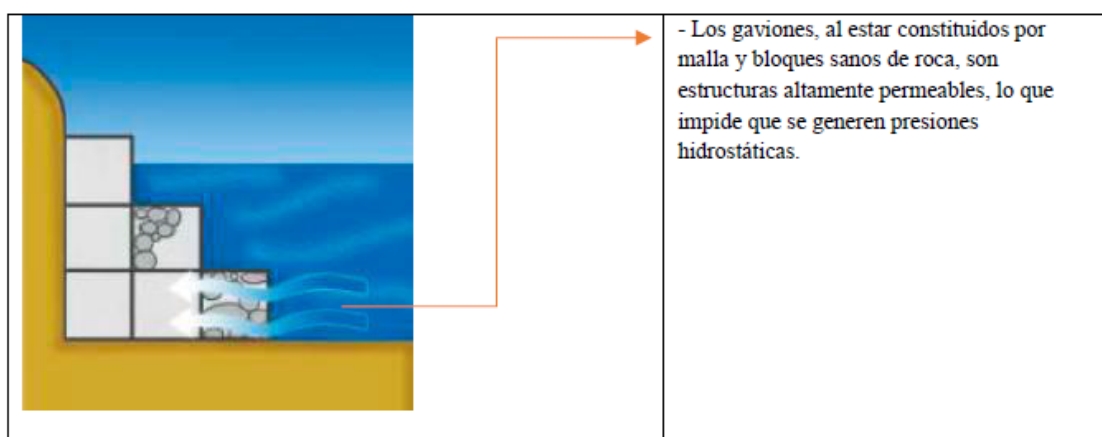 - Los gaviones, al estar constituidos por
malla y bloques sanos de roca, son
estructuras altamente permeables, lo que
impide que se generen presiones
hidrostáticas.